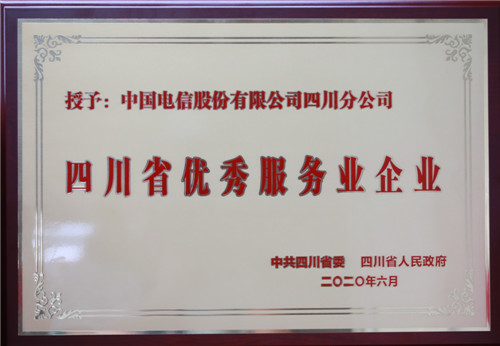 授予：中国电信股份有限公司四川分公司
四川省优秀服务业企业
中共四川省委 四川省人民政府
二〇二〇年六月